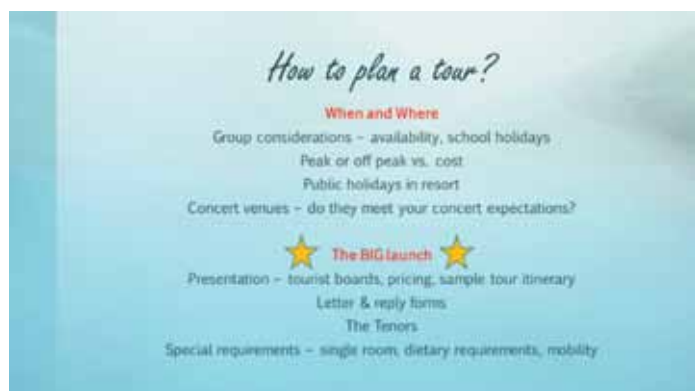 How to plan a tour?
When and Where
Group considerations – availability, school holidays
Peak or off peak vs. cost
Public holidays in resort
Concert venues – do they meet your concert expectations?
The BIG launch
Presentation – tourist boards, pricing, sample tour itinerary
Letter & reply forms
The Tenors
Special requirements – single room, dietary requirements, mobility